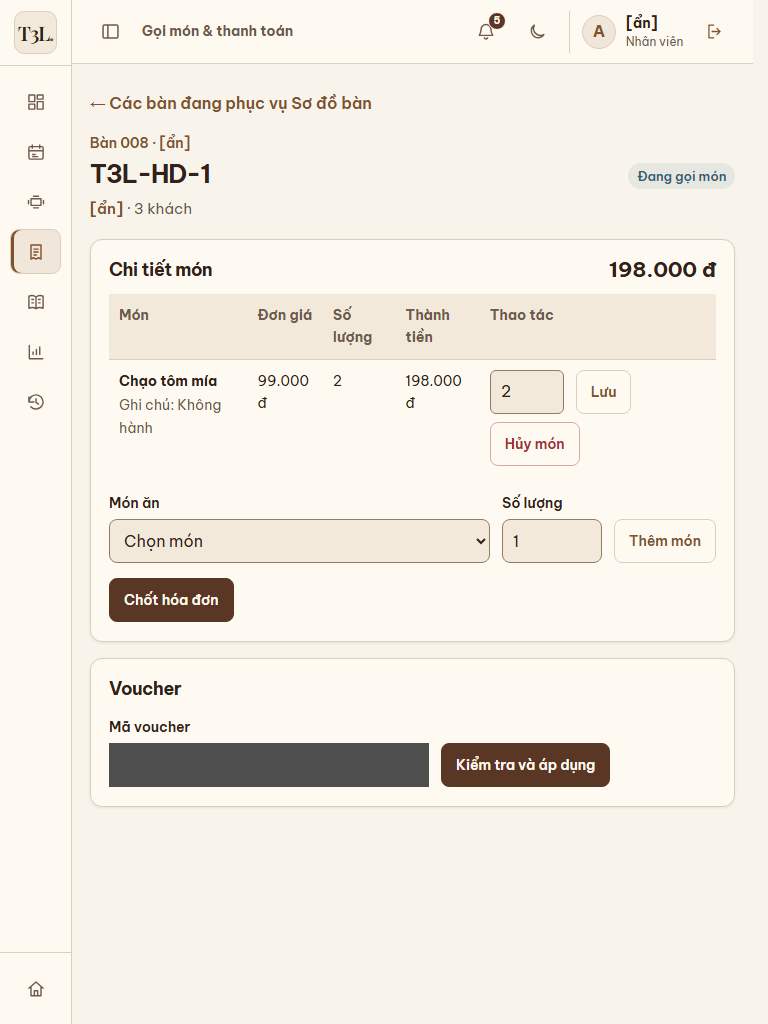 T3L.
Gọi món & thanh toán
5
A
[ẩn]
Nhân viên
← Các bàn đang phục vụ Sơ đồ bàn
Bàn 008 · [ẩn]
T3L-HD-1
Đang gọi món
[ẩn] · 3 khách
Chi tiết món
198.000 đ
Món
Đơn giá
Số
lượng
Thành
tiền
Thao tác
Chạo tôm mía
Ghi chú: Không
hành
99.000
đ
2
198.000
đ
2
Lưu
Hủy món
Món ăn
Số lượng
Chọn món
1
Thêm món
Chốt hóa đơn
Voucher
Mã voucher
Kiểm tra và áp dụng